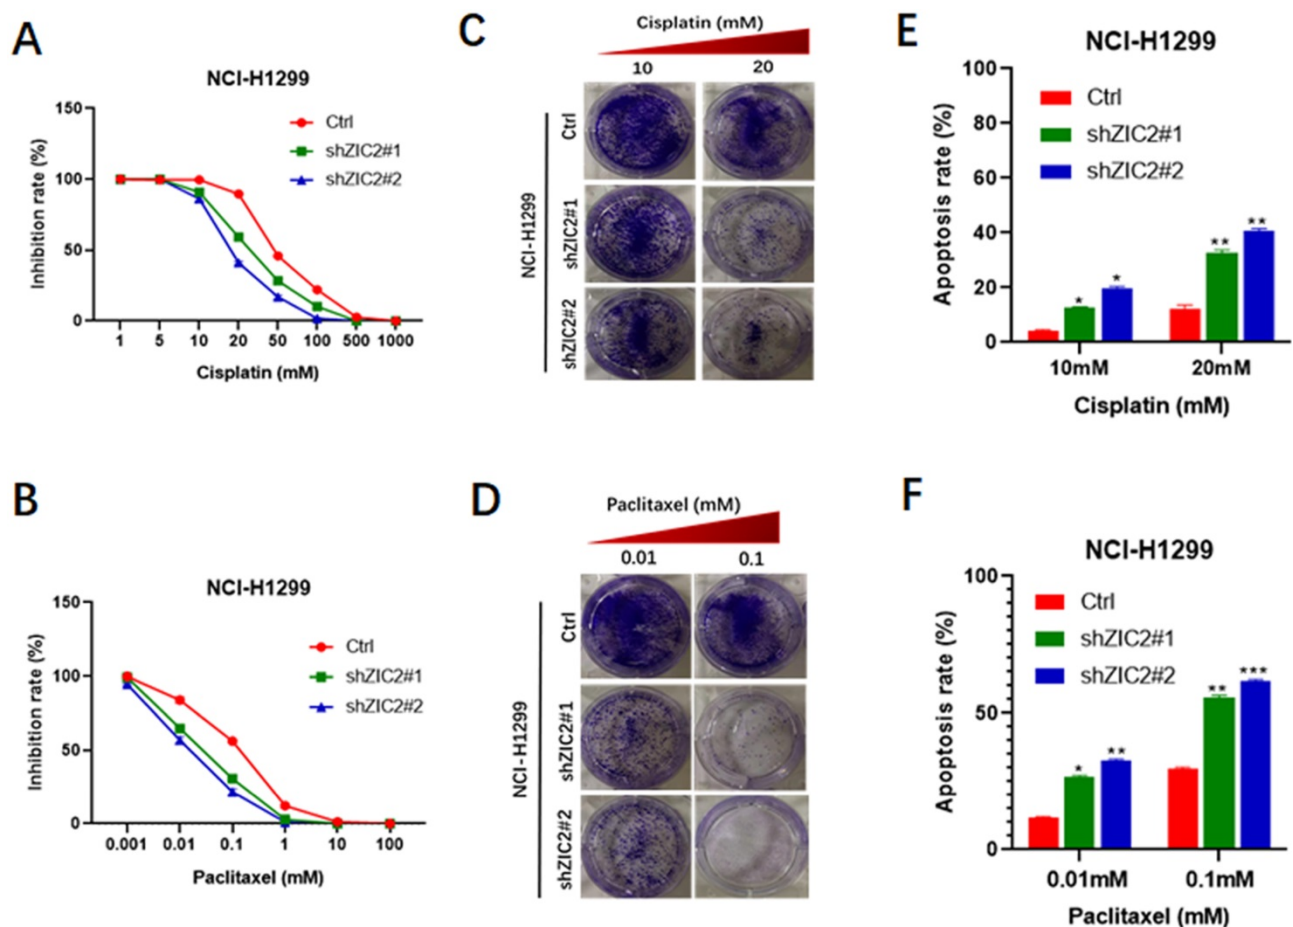 A
NCI-H1299
Ctrl
shZIC2#1
shZIC2#2
Inhibition rate (%)
150
100
50
0
1 5 10 20 50 100 500 1000
Cisplatin (mM)
B
NCI-H1299
Ctrl
shZIC2#1
shZIC2#2
Inhibition rate (%)
150
100
50
0
0.001 0.01 0.1 1 10 100
Paclitaxel (mM)
C
Cisplatin (mM)
10 20
NCI-H1299
Ctrl
shZIC2#1
shZIC2#2
D
Paclitaxel (mM)
0.01 0.1
NCI-H1299
Ctrl
shZIC2#1
shZIC2#2
E
NCI-H1299
Ctrl
shZIC2#1
shZIC2#2
Apoptosis rate (%)
100
80
60
40
20
0
* * ** **
10mM 20mM
Cisplatin (mM)
F
NCI-H1299
Ctrl
shZIC2#1
shZIC2#2
Apoptosis rate (%)
100
50
0
* ** ** ***
0.01mM 0.1mM
Paclitaxel (mM)